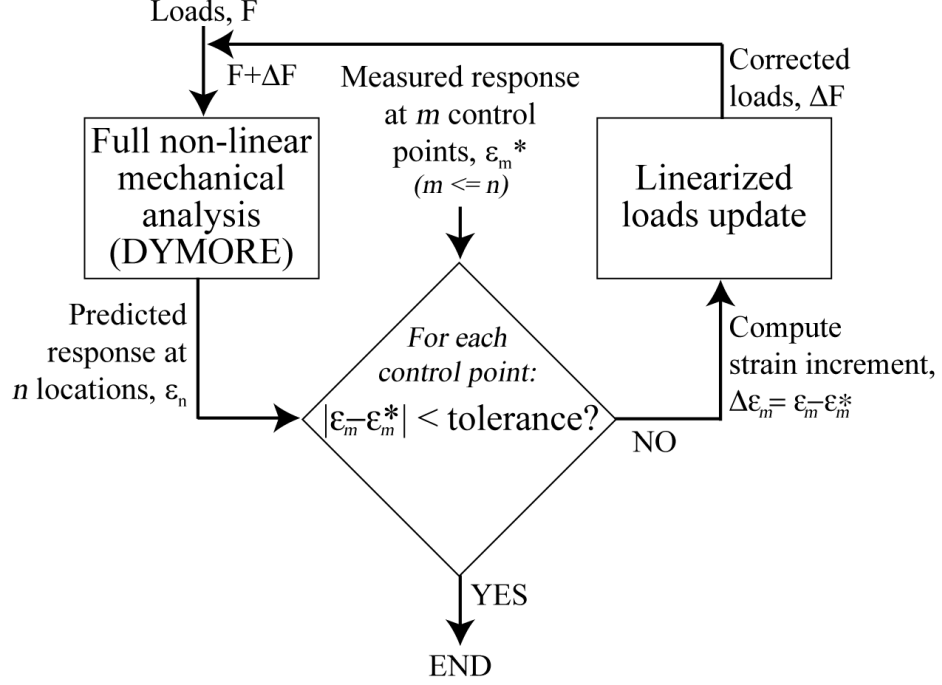 Loads, F
F+ΔF
Full non-linear
mechanical
analysis
(DYMORE)
Predicted
response at
n locations, εn
Measured response
at m control
points, εm*
(m <= n)
For each
control point:
|εm–εm*| < tolerance?
YES
END
NO
Compute
strain increment,
Δεm= εm–εm*
Linearized
loads update
Corrected
loads, ΔF